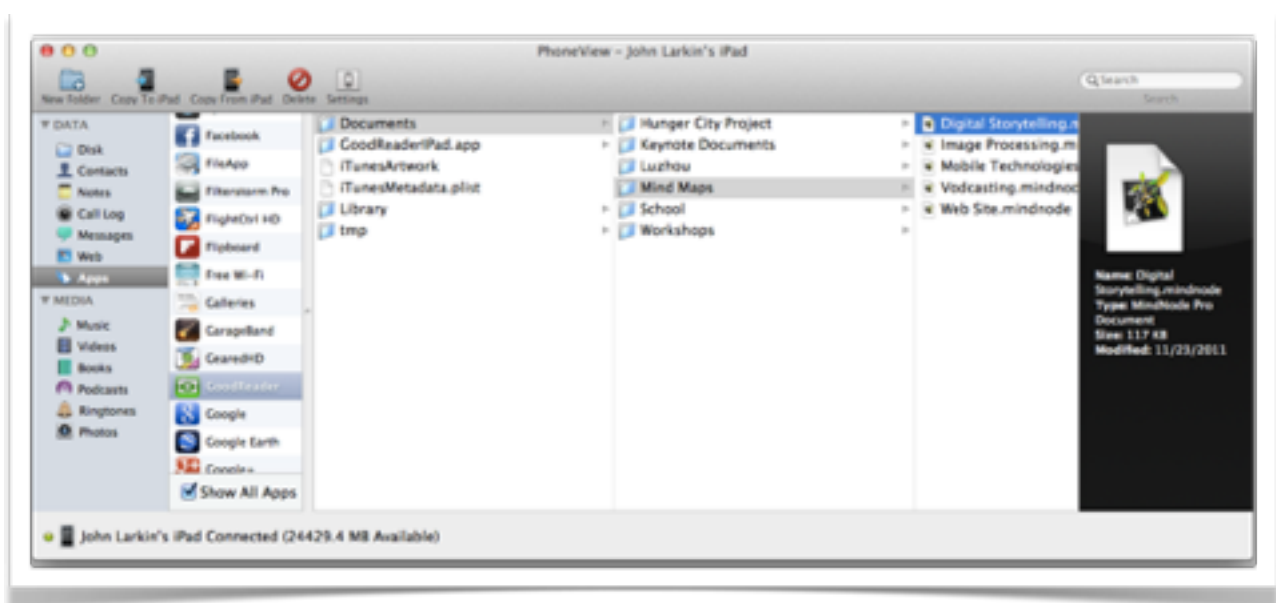 PhoneView – John Larkin's iPad
New Folder Copy To iPad Copy From iPad Delete Settings
Search
Search
DATA
Disk
Contacts
Notes
Call Log
Messages
Web
Apps
MEDIA
Music
Videos
Books
Podcasts
Ringtones
Photos
Facebook
FileApp
Filterstorm Pro
FlightCtrl HD
Flipboard
Free Wi-Fi
Galleries
GarageBand
GearedHD
GoodReader
Google
Google Earth
Google+
Show All Apps
Documents
GoodReaderIPad.app
iTunesArtwork
iTunesMetadata.plist
Library
tmp
Hunger City Project
Keynote Documents
Luzhou
Mind Maps
School
Workshops
Digital Storytelling.m
Image Processing.mi
Mobile Technologies
Vodcasting.mindnod
Web Site.mindnode
Name: Digital
Storytelling.mindnode
Type: MindNode Pro
Document
Size: 117 KB
Modified: 11/23/2011
John Larkin's iPad Connected (24429.4 MB Available)